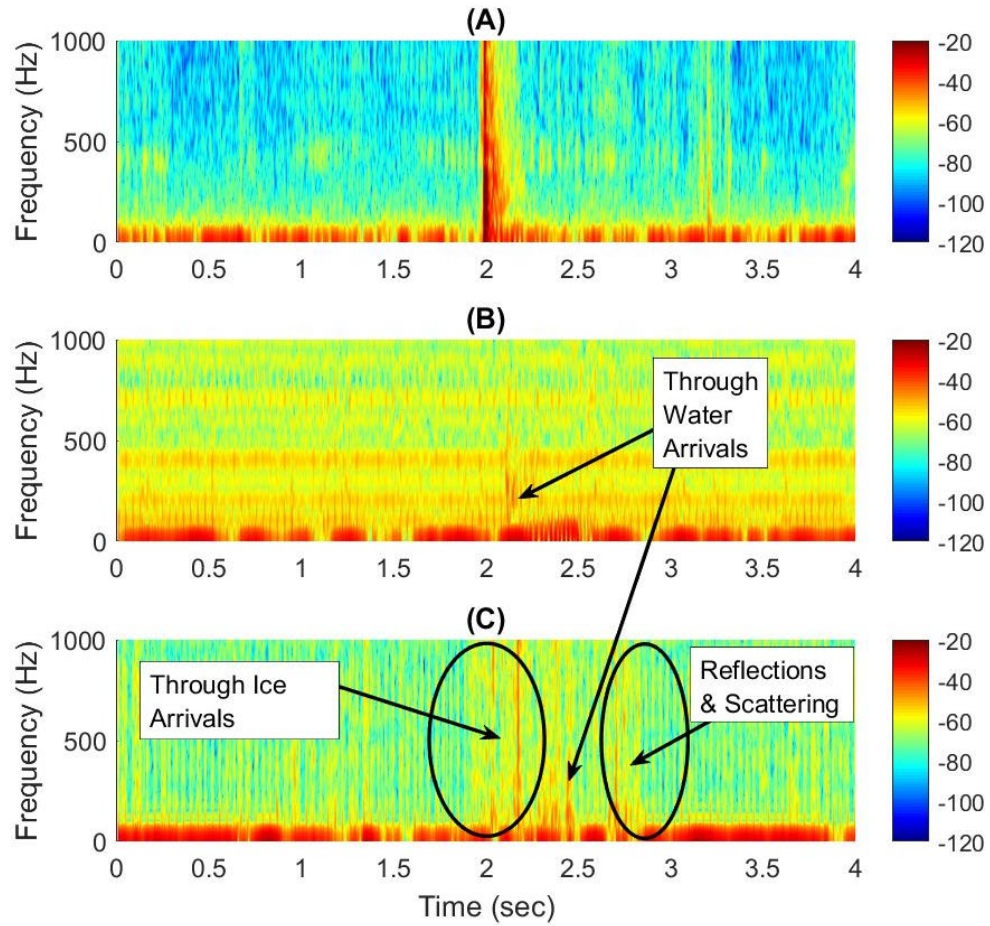 (A)
Frequency (Hz)
1000
500
0
0 0.5 1 1.5 2 2.5 3 3.5 4
-20
-40
-60
-80
-100
-120
(B)
Frequency (Hz)
1000
500
0
0 0.5 1 1.5 2 2.5 3 3.5 4
-20
-40
-60
-80
-100
-120
Through
Water
Arrivals
(C)
Frequency (Hz)
1000
500
0
0 0.5 1 1.5 2 2.5 3 3.5 4
-20
-40
-60
-80
-100
-120
Through Ice
Arrivals
Reflections
& Scattering
Time (sec)